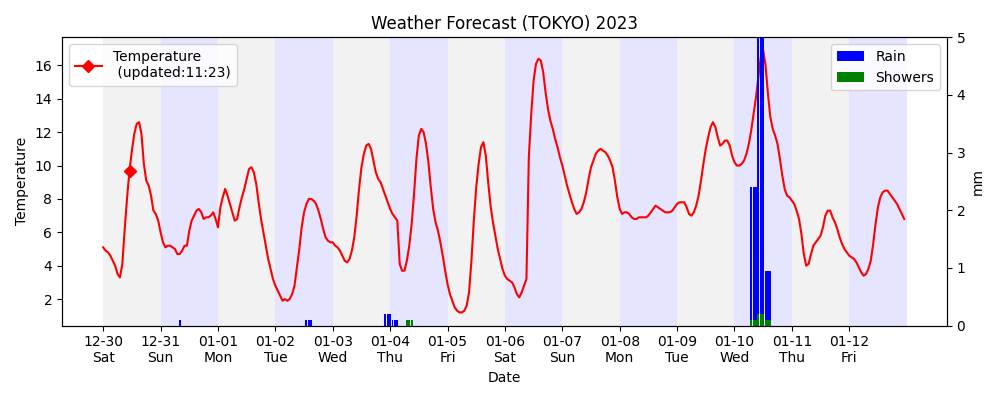 Weather Forecast (TOKYO) 2023
Temperature
(updated:11:23)
Rain
Showers
Temperature
16
14
12
10
8
6
4
2
5
4
3
2
1
0
mm
12-30 12-31 01-01 01-02 01-03 01-04 01-05 01-06 01-07 01-08 01-09 01-10 01-11 01-12
Sat Sun Mon Tue Wed Thu Fri Sat Sun Mon Tue Wed Thu Fri
Date